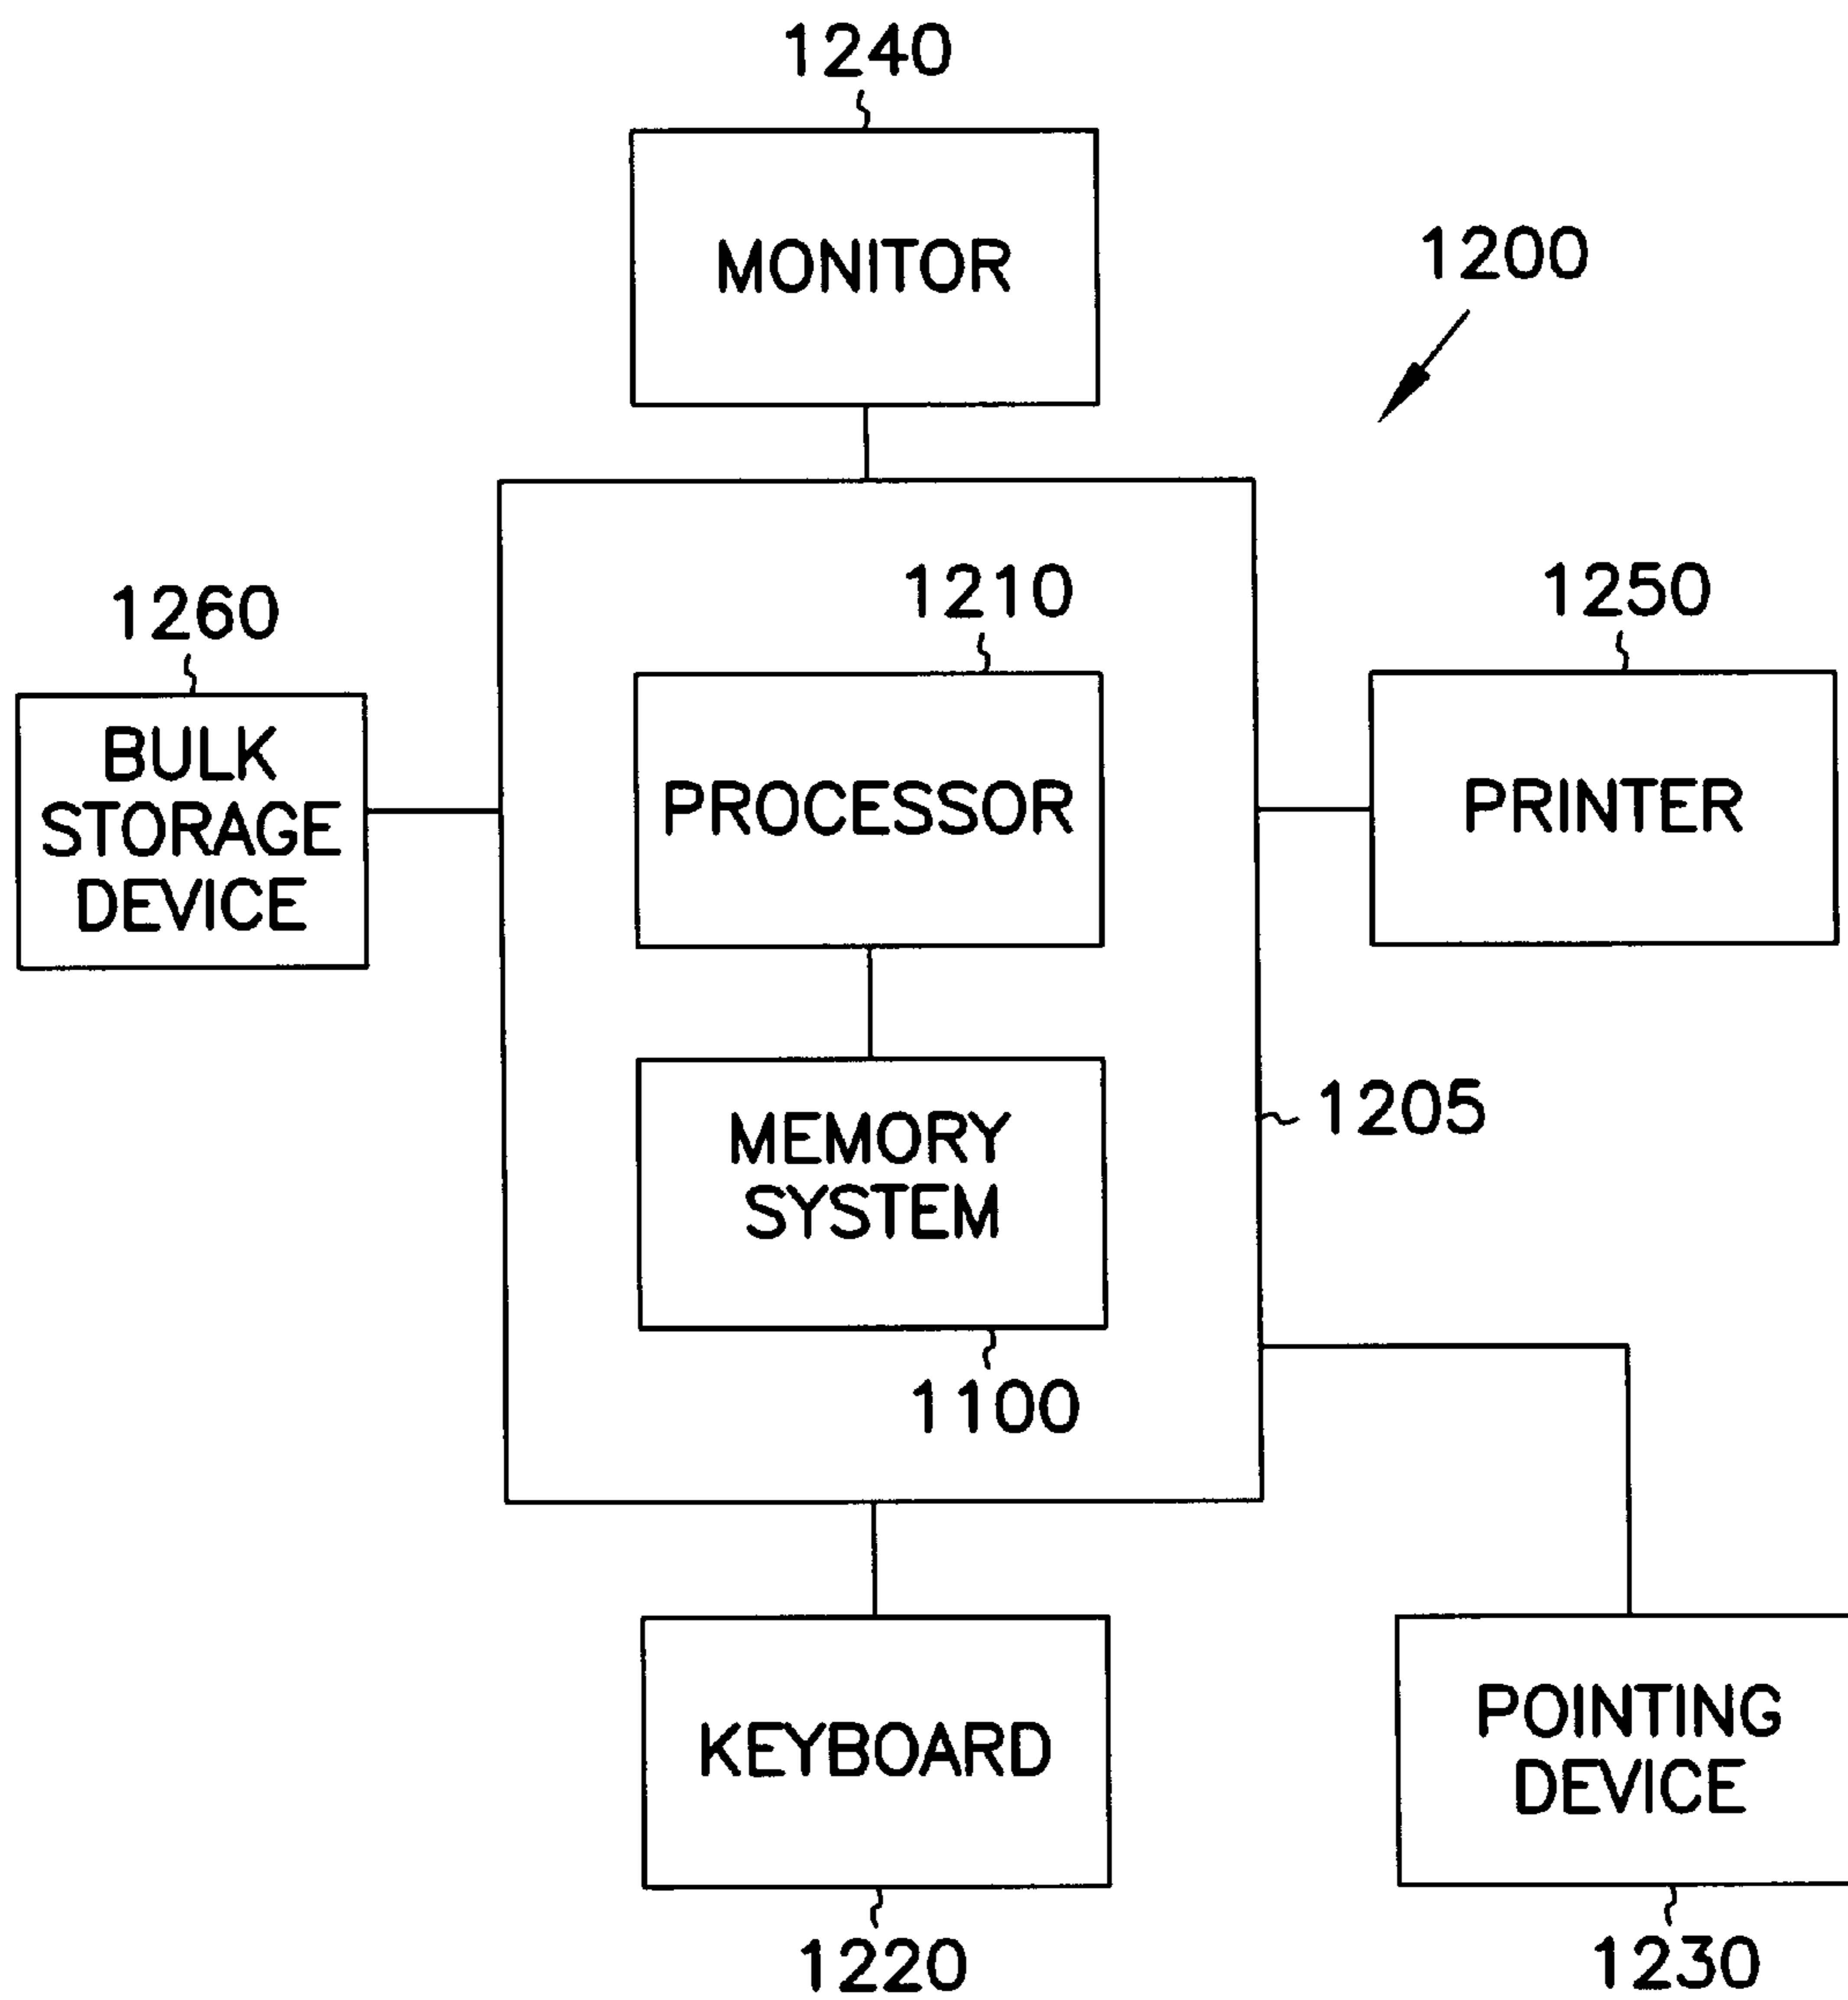 1240
MONITOR
1200
1260
BULK
STORAGE
DEVICE
1210
PROCESSOR
1250
PRINTER
MEMORY
SYSTEM
1205
1100
KEYBOARD
1220
POINTING
DEVICE
1230